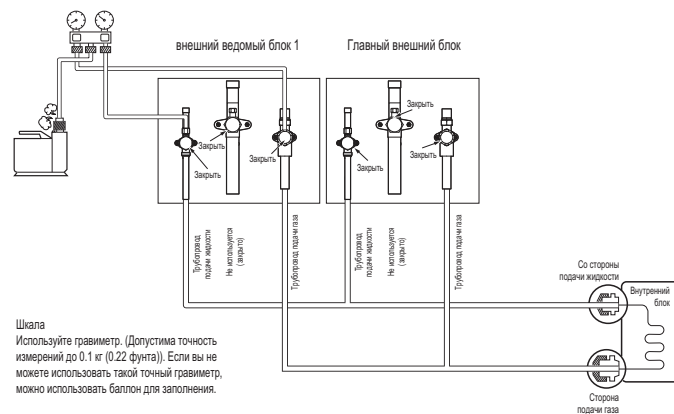 внешний ведомый блок 1
Главный внешний блок
Закрыть
Закрыть
Закрыть
Закрыть
Закрыть
Закрыть
Трубопровод
подачи жидкости
Не используется
(закрыто)
Трубопровод подачи газа
Трубопровод
подачи жидкости
Не используется
(закрыто)
Трубопровод подачи газа
Со стороны
подачи жидкости
Внутренний
блок
Шкала
Используйте гравиметр. (Допустима точность
измерений до 0.1 кг (0.22 фунта)). Если вы не
можете использовать такой точный гравиметр,
можно использовать баллон для заполнения.
Сторона
подачи газа